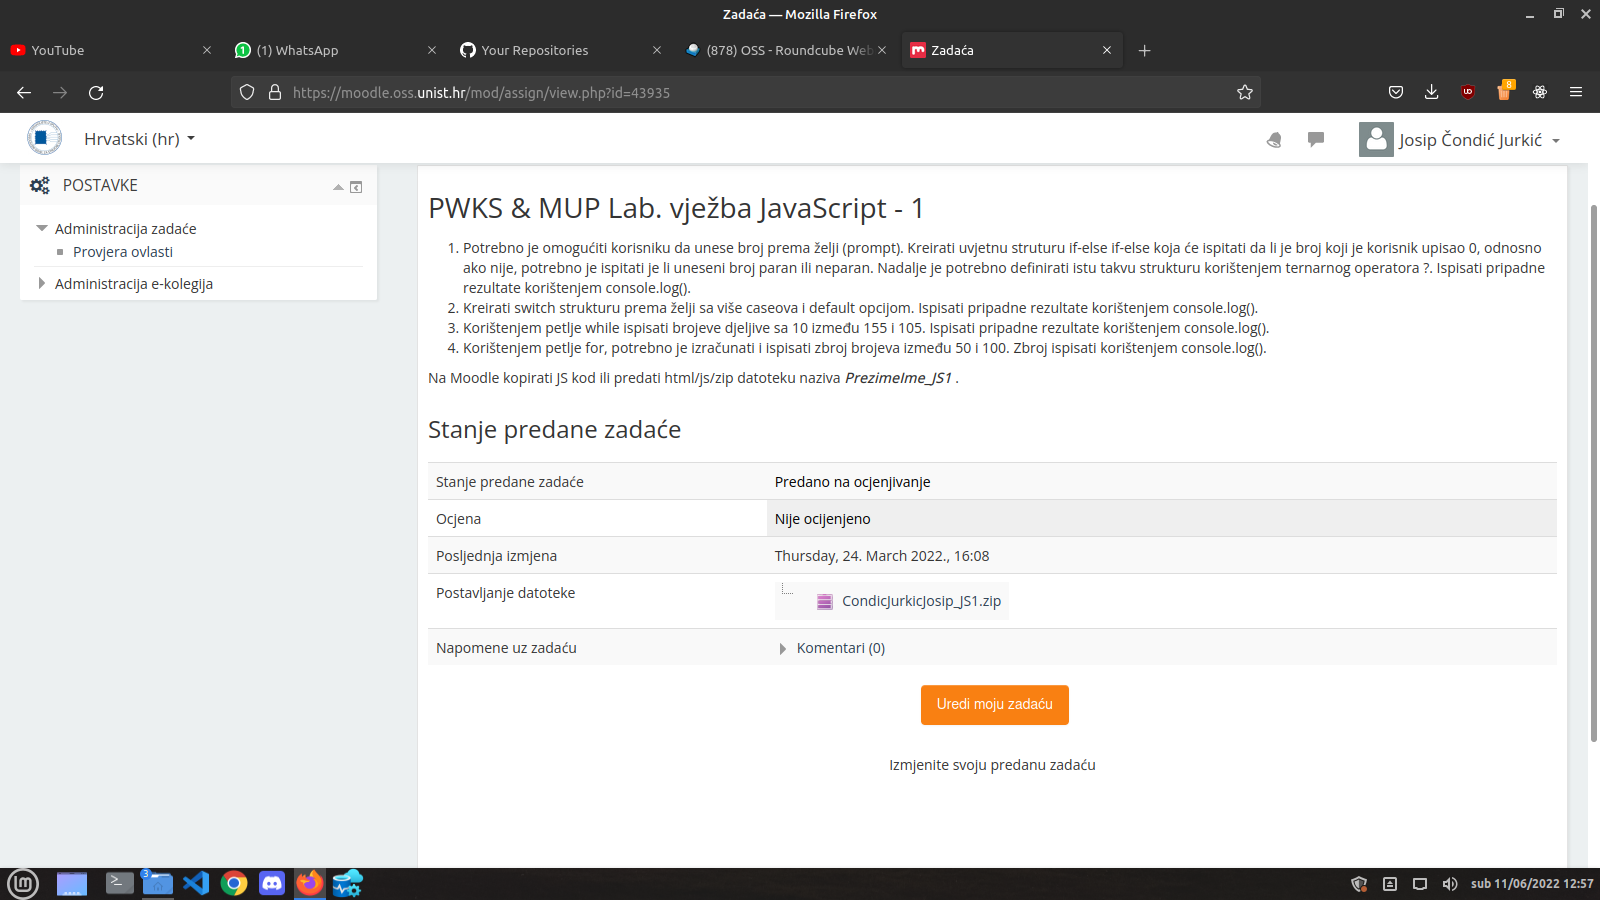 Zadaća — Mozilla Firefox
YouTube
(1) WhatsApp
Your Repositories
(878) OSS - Roundcube Web
Zadaća
https://moodle.oss.unist.hr/mod/assign/view.php?id=43935
8
Hrvatski (hr)
Josip Čondić Jurkić
POSTAVKE
Administracija zadaće
Provjera ovlasti
Administracija e-kolegija
PWKS & MUP Lab. vježba JavaScript - 1
1. Potrebno je omogućiti korisniku da unese broj prema želji (prompt). Kreirati uvjetnu struturu if-else if-else koja će ispitati da li je broj koji je korisnik upisao 0, odnosno
ako nije, potrebno je ispitati je li uneseni broj paran ili neparan. Nadalje je potrebno definirati istu takvu strukturu korištenjem ternarnog operatora ?. Ispisati pripadne
rezultate korištenjem console.log().
2. Kreirati switch strukturu prema želji sa više caseova i default opcijom. Ispisati pripadne rezultate korištenjem console.log().
3. Korištenjem petlje while ispisati brojeve djeljive sa 10 između 155 i 105. Ispisati pripadne rezultate korištenjem console.log().
4. Korištenjem petlje for, potrebno je izračunati i ispisati zbroj brojeva između 50 i 100. Zbroj ispisati korištenjem console.log().
Na Moodle kopirati JS kod ili predati html/js/zip datoteku naziva PrezimeIme_JS1 .
Stanje predane zadaće
Stanje predane zadaće
Predano na ocjenjivanje
Ocjena
Nije ocijenjeno
Posljednja izmjena
Thursday, 24. March 2022., 16:08
Postavljanje datoteke
CondicJurkicJosip_JS1.zip
Napomene uz zadaću
Komentari (0)
Uredi moju zadaću
Izmjenite svoju predanu zadaću
3
sub 11/06/2022 12:57